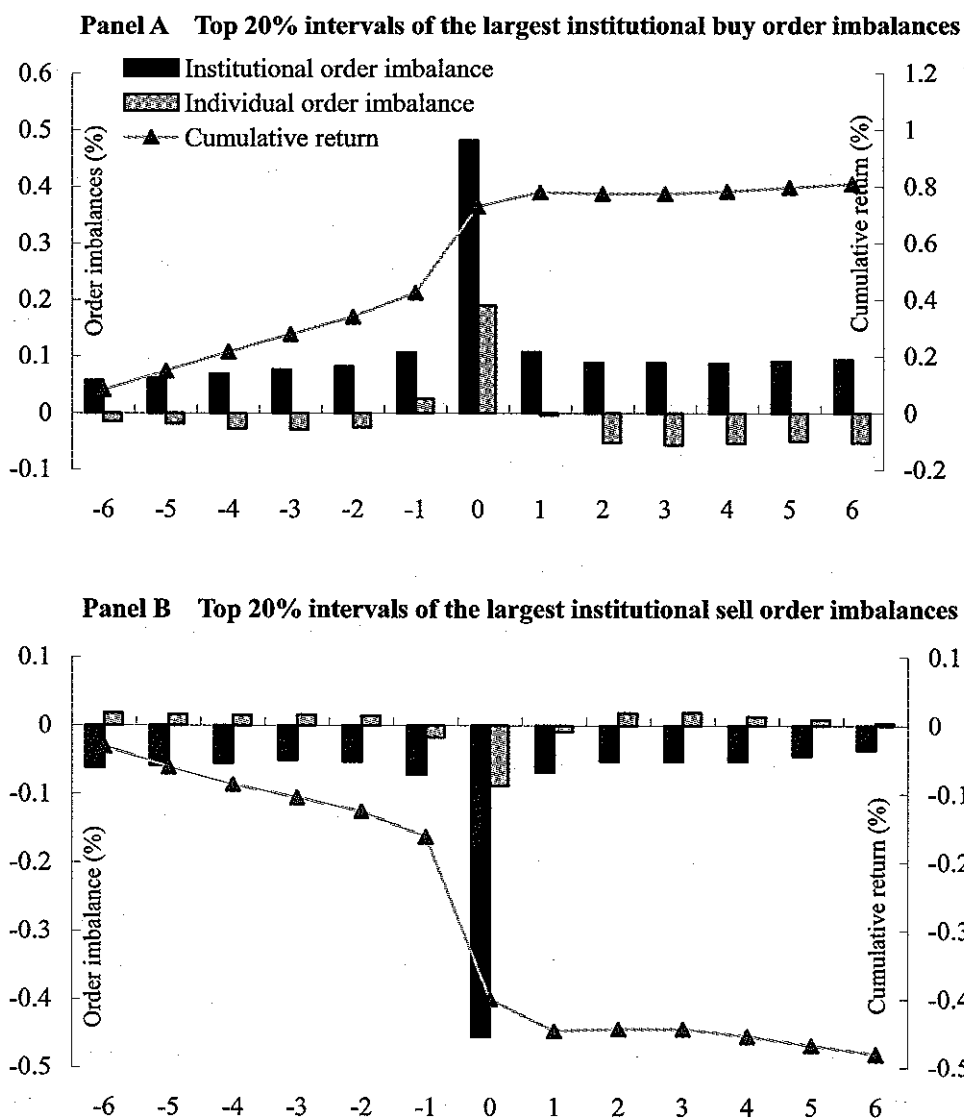 Panel A Top 20% intervals of the largest institutional buy order imbalances
0.6
0.5
0.4
0.3
0.2
0.1
0
-0.1
Order imbalances (%)
Institutional order imbalance
Individual order imbalance
Cumulative return
1.2
1
0.8
0.6
0.4
0.2
0
-0.2
Cumulative return (%)
-6 -5 -4 -3 -2 -1 0 1 2 3 4 5 6
Panel B Top 20% intervals of the largest institutional sell order imbalances
0.1
0
-0.1
-0.2
-0.3
-0.4
-0.5
Order imbalance (%)
0.1
0
-0.1
-0.2
-0.3
-0.4
-0.5
Cumulative return (%)
-6 -5 -4 -3 -2 -1 0 1 2 3 4 5 6